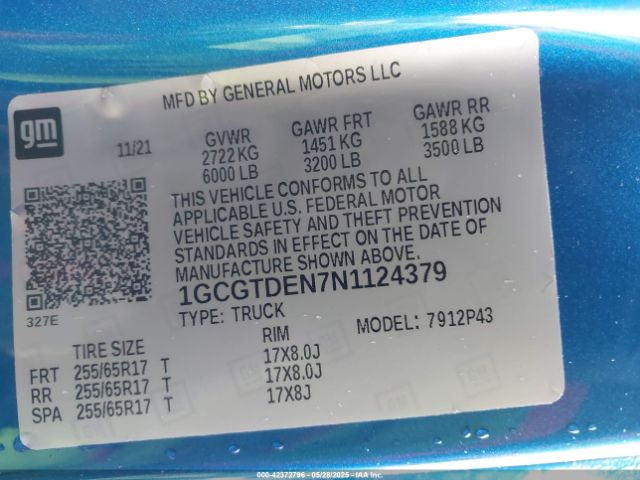 MFD BY GENERAL MOTORS LLC
gm
11/21
GVWR
2722 KG
6000 LB
GAWR FRT
1451 KG
3200 LB
GAWR RR
1588 KG
3500 LB
THIS VEHICLE CONFORMS TO ALL
APPLICABLE U.S. FEDERAL MOTOR
VEHICLE SAFETY AND THEFT PREVENTION
STANDARDS IN EFFECT ON THE DATE OF
MANUFACTURE SHOWN ABOVE.
1GCGTDEN7N1124379
327E
TYPE: TRUCK
MODEL: 7912P43
TIRE SIZE RIM
FRT 255/65R17 T 17X8.0J
RR 255/65R17 T 17X8.0J
SPA 255/65R17 T 17X8J
000-42372796 - 05/28/2025 - IAA Inc.